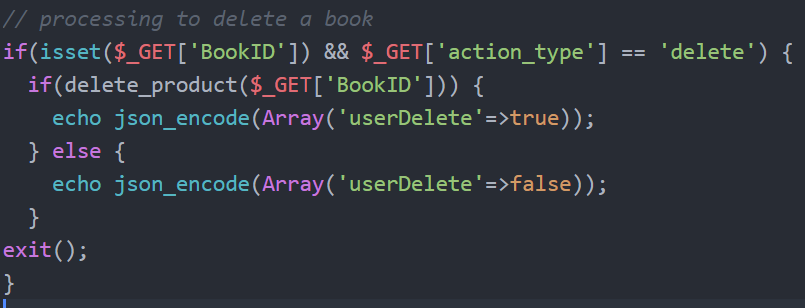 // processing to delete a book
if(isset($_GET['BookID']) && $_GET['action_type'] == 'delete') {
  if(delete_product($_GET['BookID'])) {
    echo json_encode(Array('userDelete'=>true));
  } else {
    echo json_encode(Array('userDelete'=>false));
  }
exit();
}